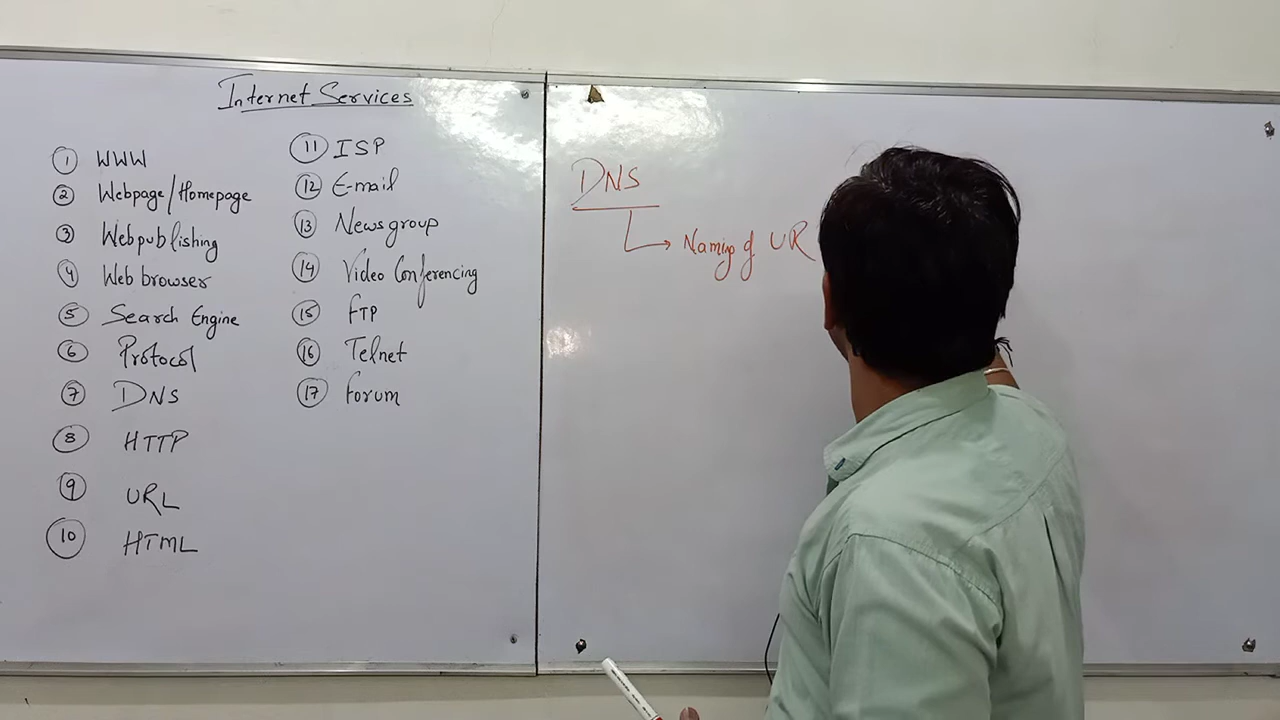 Internet Services
1 WWW
2 Webpage/Homepage
3 Webpublishing
4 Web browser
5 Search Engine
6 Protocol
7 DNS
8 HTTP
9 URL
10 HTML
11 ISP
12 E-mail
13 Newsgroup
14 Video Conferencing
15 FTP
16 Telnet
17 Forum
DNS
Naming of UR